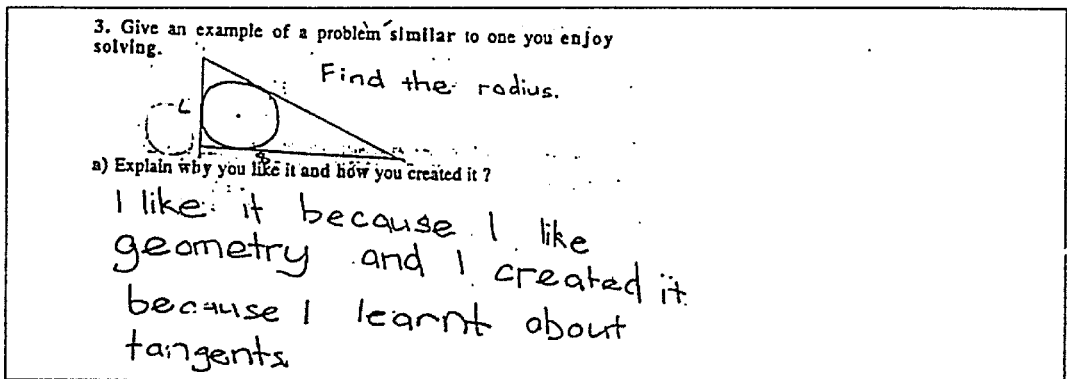 3. Give an example of a problem similar to one you enjoy
solving.
Find the radius.
a) Explain why you like it and how you created it ?
I like it because I like
geometry and I created it
because I learnt about
tangents